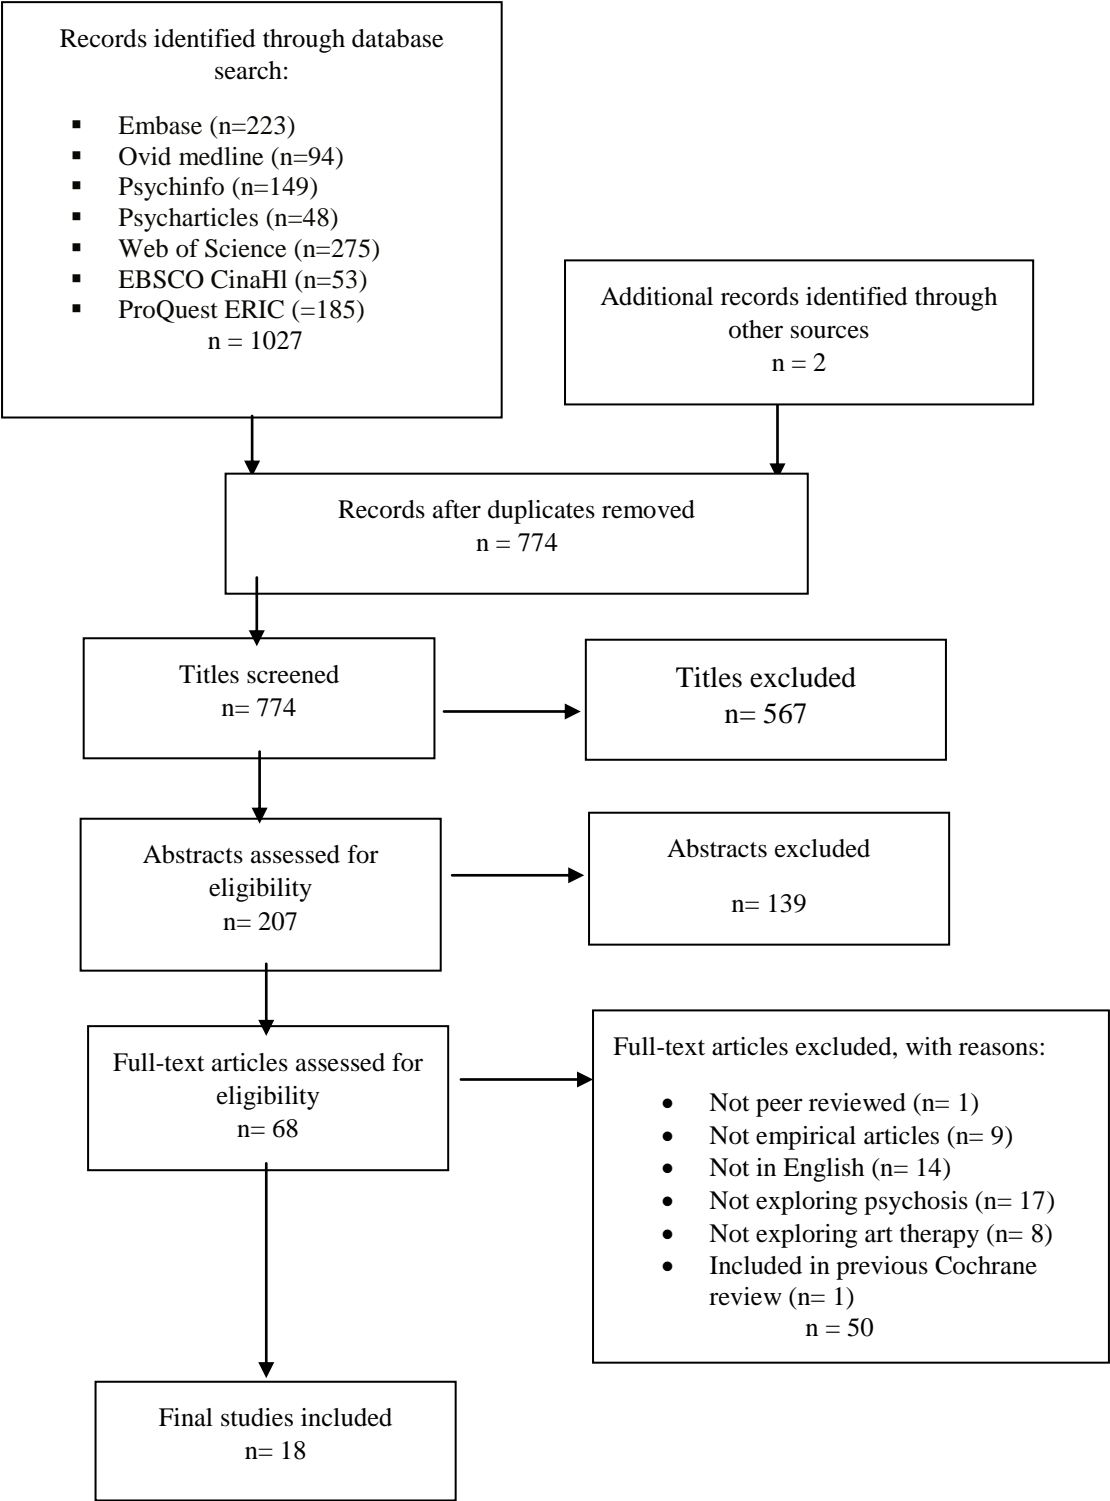 Records identified through database
search:
▪ Embase (n=223)
▪ Ovid medline (n=94)
▪ Psychinfo (n=149)
▪ Psycharticles (n=48)
▪ Web of Science (n=275)
▪ EBSCO CinaHl (n=53)
▪ ProQuest ERIC (=185)
n = 1027
Additional records identified through
other sources
n = 2
Records after duplicates removed
n = 774
Titles screened
n= 774
Titles excluded
n= 567
Abstracts assessed for
eligibility
n= 207
Abstracts excluded
n= 139
Full-text articles assessed for
eligibility
n= 68
Full-text articles excluded, with reasons:
• Not peer reviewed (n= 1)
• Not empirical articles (n= 9)
• Not in English (n= 14)
• Not exploring psychosis (n= 17)
• Not exploring art therapy (n= 8)
• Included in previous Cochrane
review (n= 1)
n = 50
Final studies included
n= 18